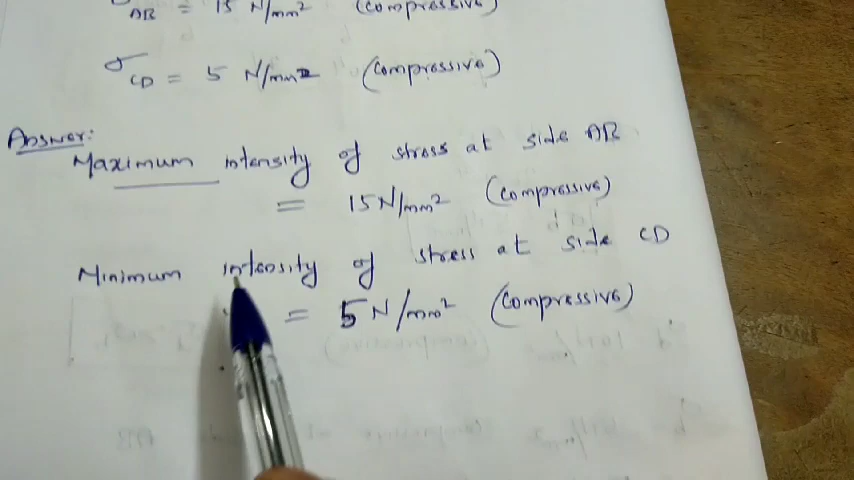 σAB = 15 N/mm² (compressive)
σCD = 5 N/mm² (compressive)
Answer:
Maximum intensity of stress at side AB
= 15 N/mm² (compressive)
Minimum intensity of stress at side CD
= 5 N/mm² (compressive)